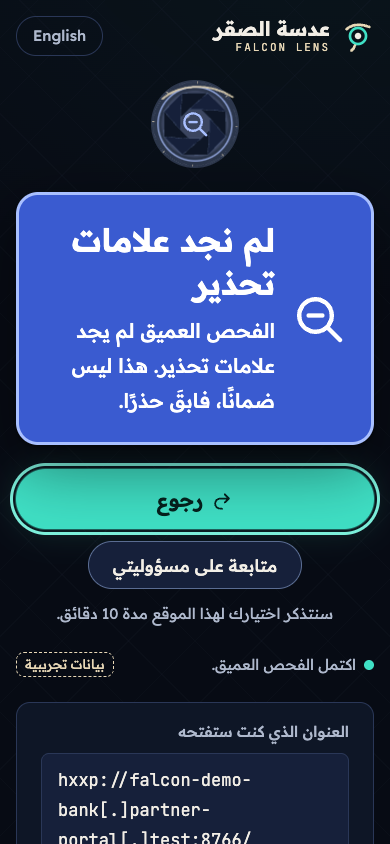 عدسة الصقر
FALCON LENS
English
لم نجد علامات
تحذير
الفحص العميق لم يجد
علامات تحذير. هذا ليس
ضمانًا، فابقَ حذرًا.
رجوع
متابعة على مسؤوليتي
سنتذكر اختيارك لهذا الموقع مدة 10 دقائق.
اكتمل الفحص العميق.
بيانات تجريبية
العنوان الذي كنت ستفتحه
hxxp://falcon-demo-
bank[.]partner-
portal[.]test:8766/